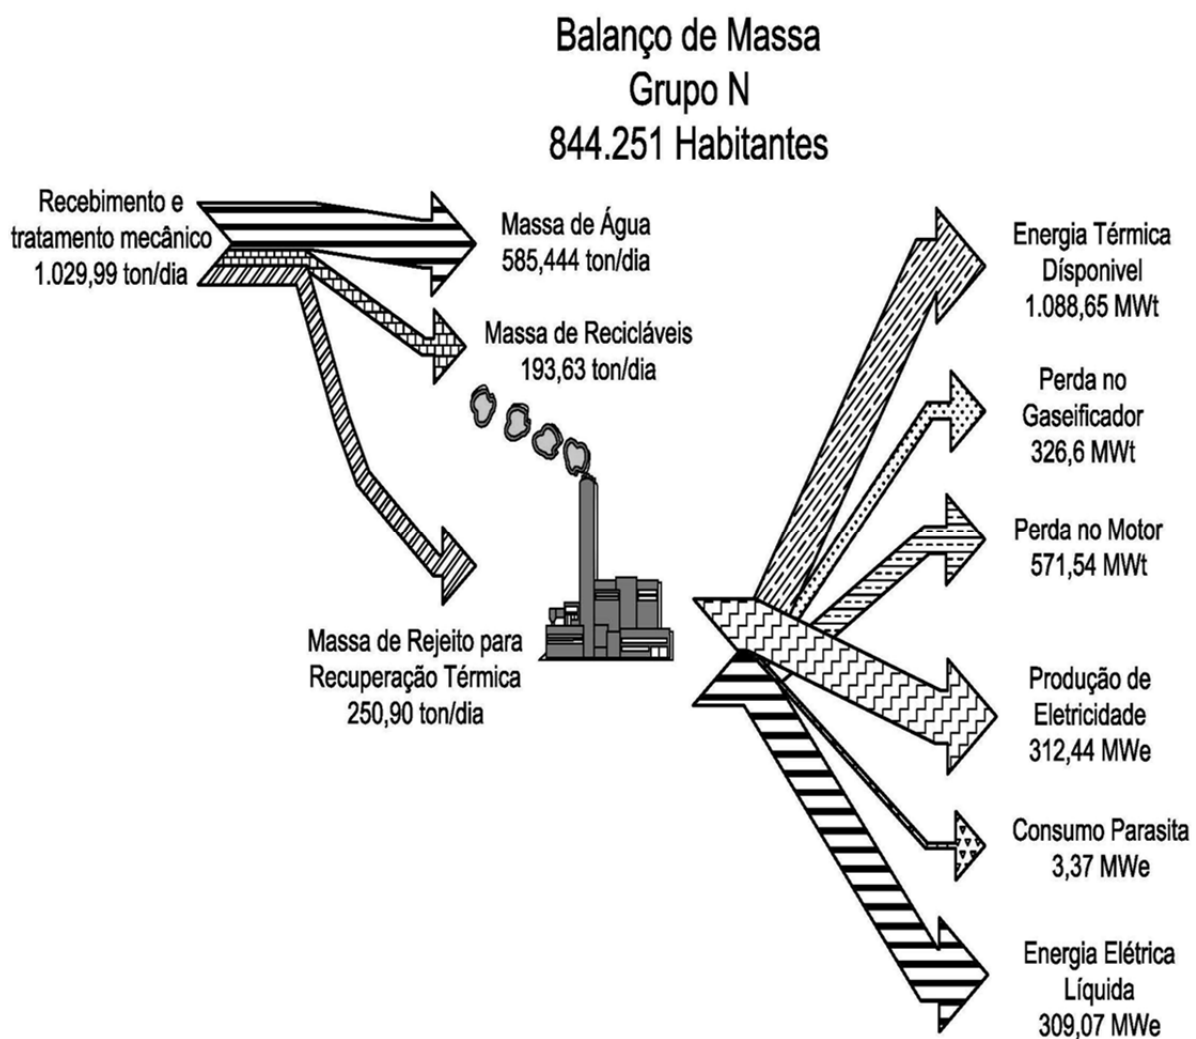 Balanço de Massa
Grupo N
844.251 Habitantes
Recebimento e
tratamento mecânico
1.029,99 ton/dia
Massa de Água
585,444 ton/dia
Massa de Recicláveis
193,63 ton/dia
Massa de Rejeito para
Recuperação Térmica
250,90 ton/dia
Energia Térmica
Dísponivel
1.088,65 MWt
Perda no
Gaseificador
326,6 MWt
Perda no Motor
571,54 MWt
Produção de
Eletricidade
312,44 MWe
Consumo Parasita
3,37 MWe
Energia Elétrica
Líquida
309,07 MWe